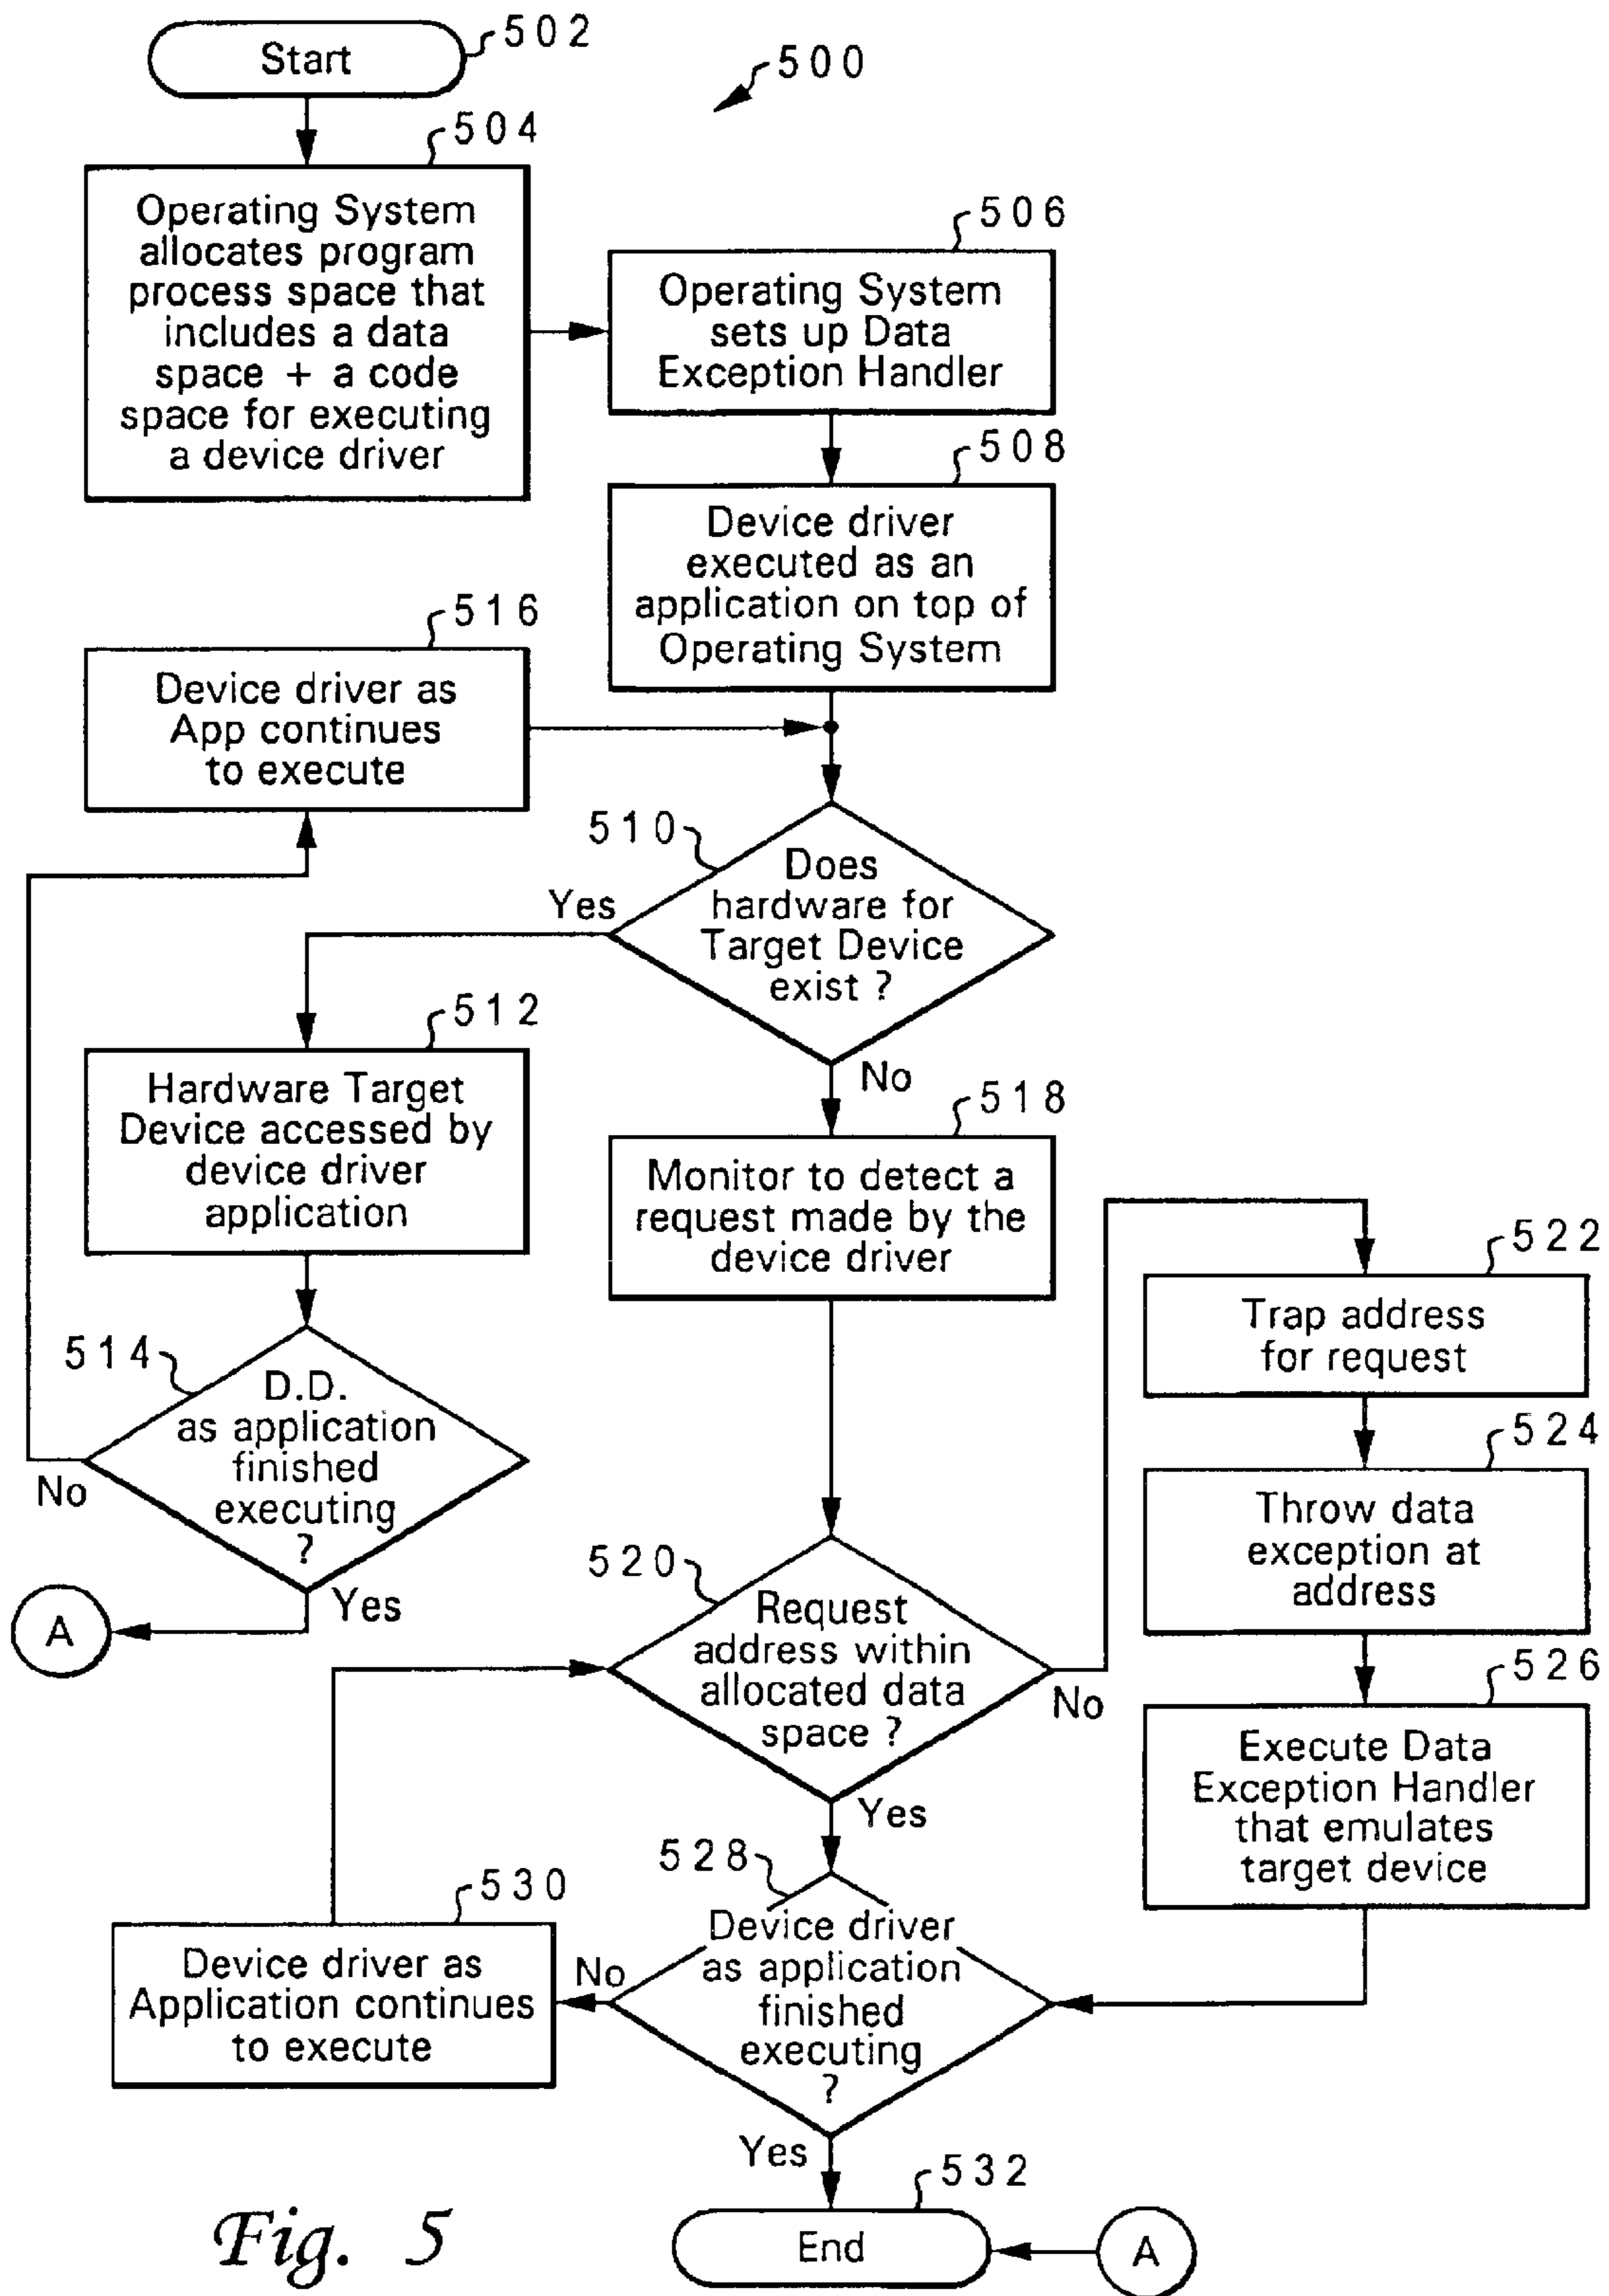 Start
502
500
504
Operating System
allocates program
process space that
includes a data
space + a code
space for executing
a device driver
506
Operating System
sets up Data
Exception Handler
508
Device driver
executed as an
application on top of
Operating System
516
Device driver as
App continues
to execute
510
Does
hardware for
Target Device
exist ?
Yes
No
512
Hardware Target
Device accessed by
device driver
application
514
D.D.
as application
finished
executing
?
No
Yes
A
518
Monitor to detect a
request made by the
device driver
520
Request
address within
allocated data
space ?
No
Yes
522
Trap address
for request
524
Throw data
exception at
address
526
Execute Data
Exception Handler
that emulates
target device
528
Device driver
as application
finished
executing
?
No
Yes
530
Device driver as
Application continues
to execute
532
End
A
Fig. 5